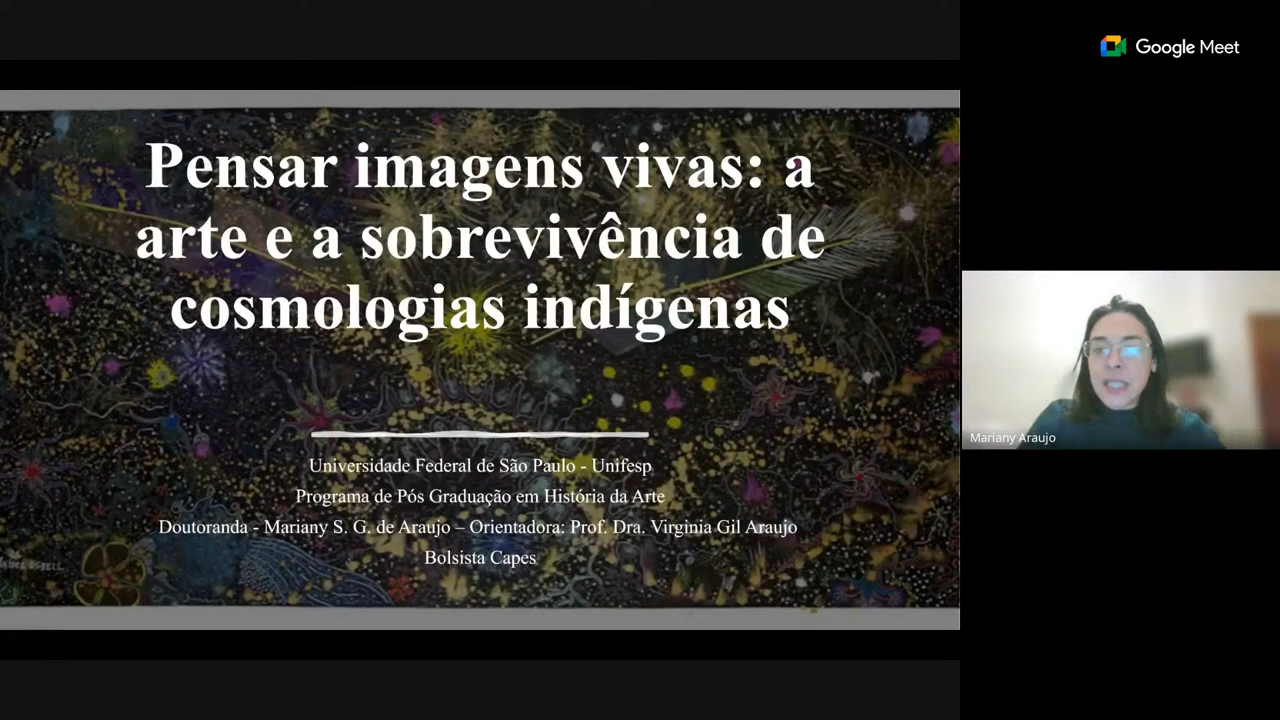 Google Meet
Pensar imagens vivas: a
arte e a sobrevivência de
cosmologias indígenas
Universidade Federal de São Paulo - Unifesp
Programa de Pós Graduação em História da Arte
Doutoranda - Mariany S. G. de Araujo – Orientadora: Prof. Dra. Virginia Gil Araujo
Bolsista Capes
Mariany Araujo